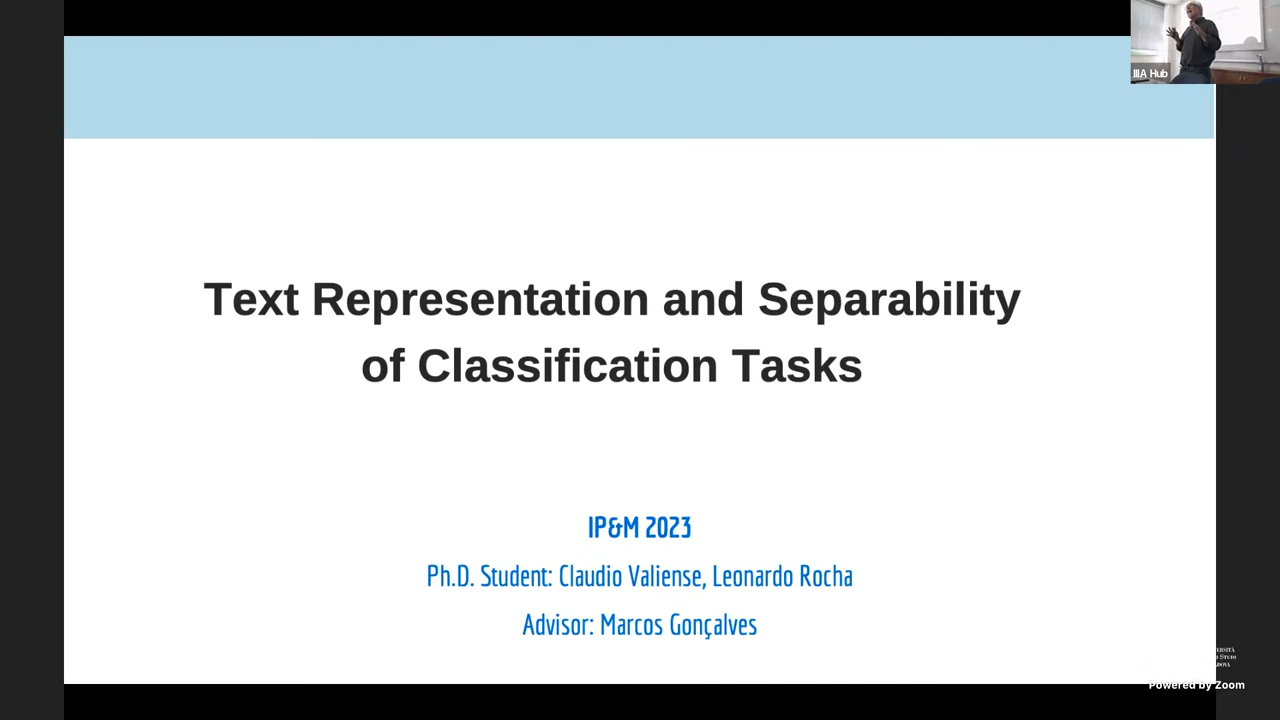 IIIA Hub
Text Representation and Separability
of Classification Tasks
IP&M 2023
Ph.D. Student: Claudio Valiense, Leonardo Rocha
Advisor: Marcos Gonçalves
Powered by Zoom